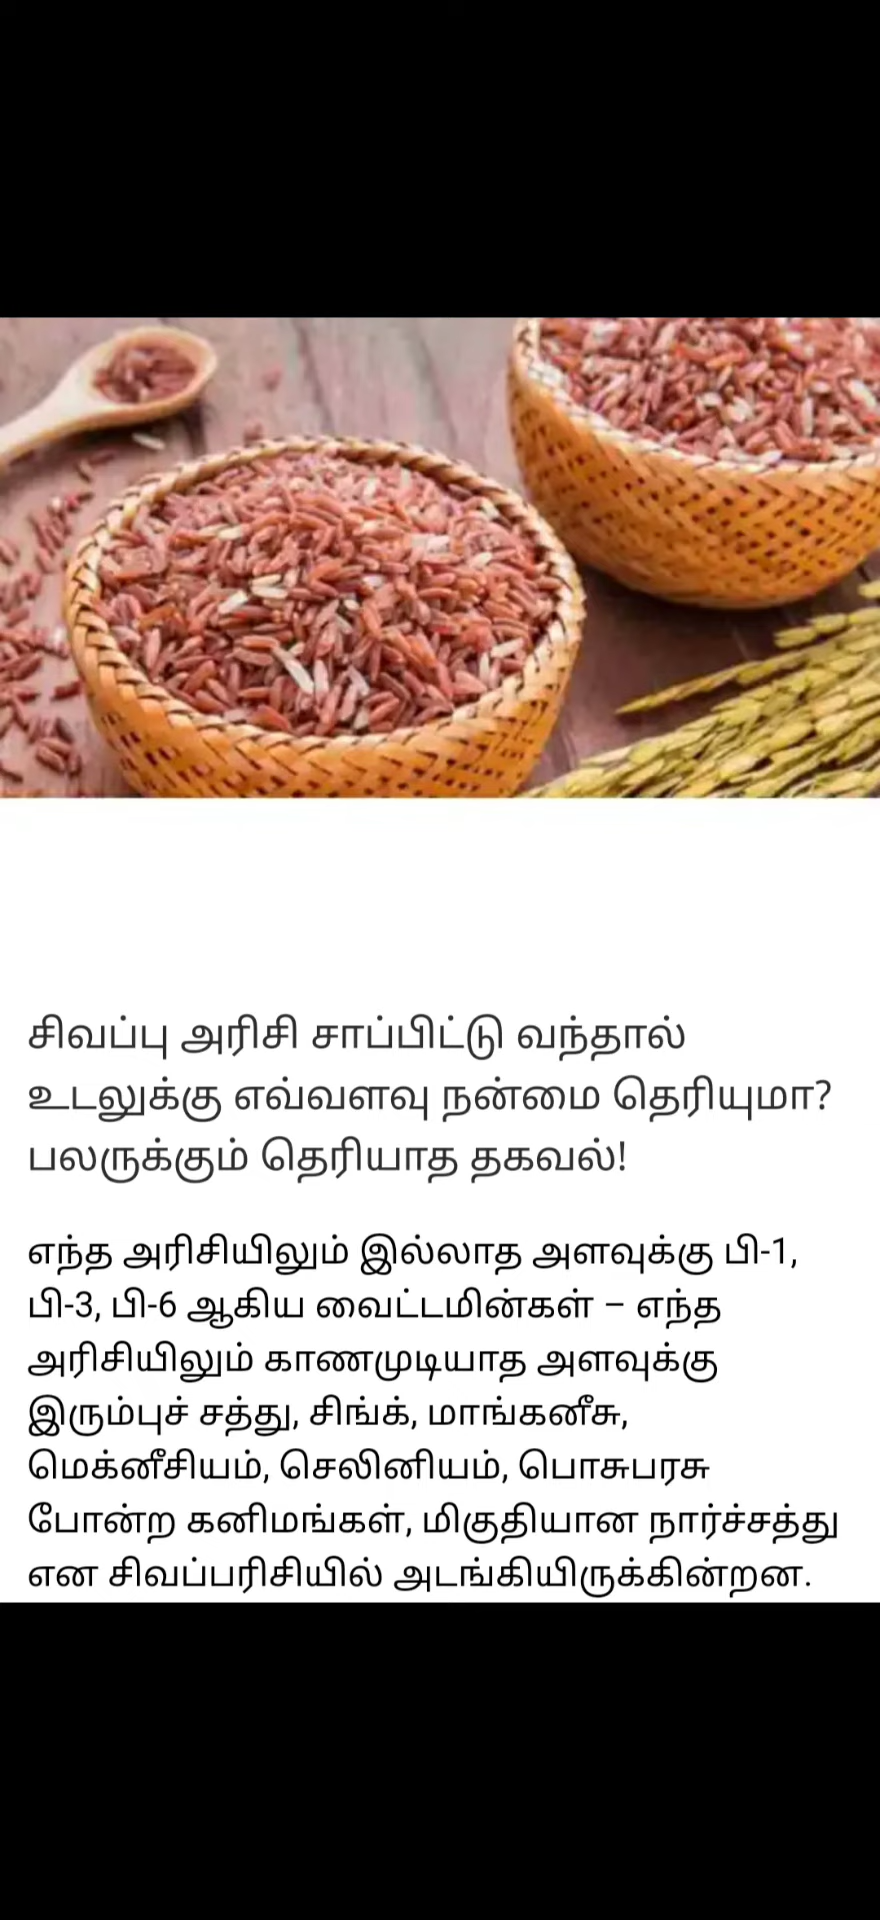 சிவப்பு அரிசி சாப்பிட்டு வந்தால்
உடலுக்கு எவ்வளவு நன்மை தெரியுமா?
பலருக்கும் தெரியாத தகவல்!
எந்த அரிசியிலும் இல்லாத அளவுக்கு பி-1,
பி-3, பி-6 ஆகிய வைட்டமின்கள் – எந்த
அரிசியிலும் காணமுடியாத அளவுக்கு
இரும்புச் சத்து, சிங்க், மாங்கனீசு,
மெக்னீசியம், செலினியம், பொசுபரசு
போன்ற கனிமங்கள், மிகுதியான நார்ச்சத்து
என சிவப்பரிசியில் அடங்கியிருக்கின்றன.